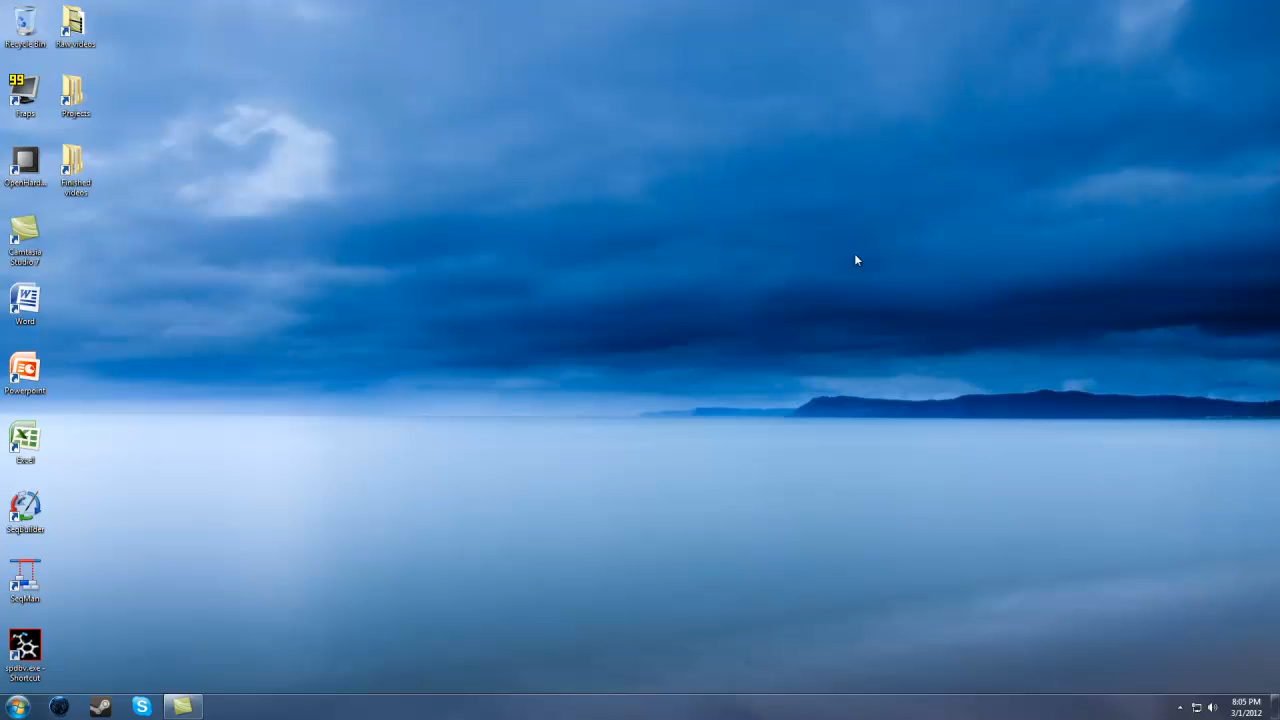 Recycle Bin
Raw videos
99
Fraps
Projects
OpenHard...
Finished
videos
Camtasia
Studio 7
Word
Powerpoint
Excel
SeqBuilder
SeqMan
spdbv.exe -
Shortcut
8:05 PM
3/1/2012